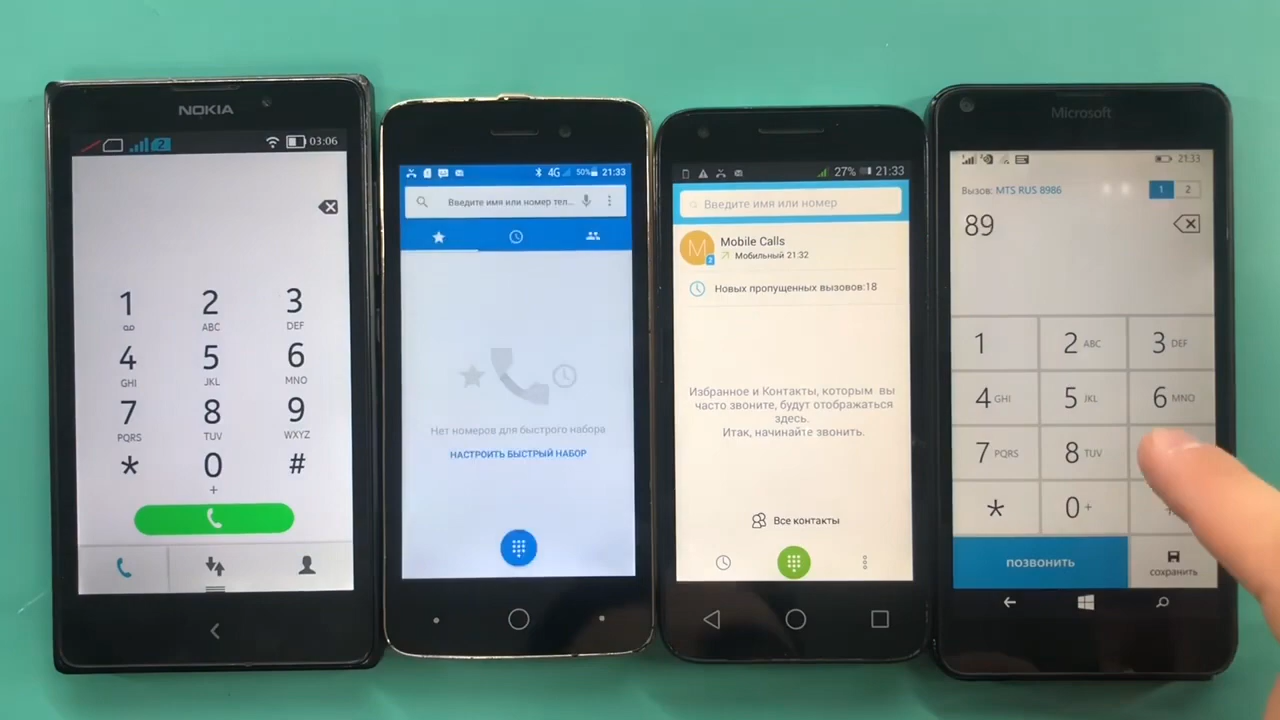 NOKIA
2 03:06
1 2 3
ABC DEF
4 5 6
GHI JKL MNO
7 8 9
PQRS TUV WXYZ
* 0 #
+
4G 50% 21:33
Введите имя или номер тел...
Нет номеров для быстрого набора
НАСТРОИТЬ БЫСТРЫЙ НАБОР
27% 21:33
Введите имя или номер
M
2
Mobile Calls
Мобильный 21:32
Новых пропущенных вызовов:18
Избранное и Контакты, которым вы
часто звоните, будут отображаться
здесь.
Итак, начинайте звонить.
Все контакты
Microsoft
21:33
Вызов: MTS RUS 8986 1 2
89
1 2 ABC 3 DEF
4 GHI 5 JKL 6 MNO
7 PQRS 8 TUV
* 0 +
позвонить
сохранить